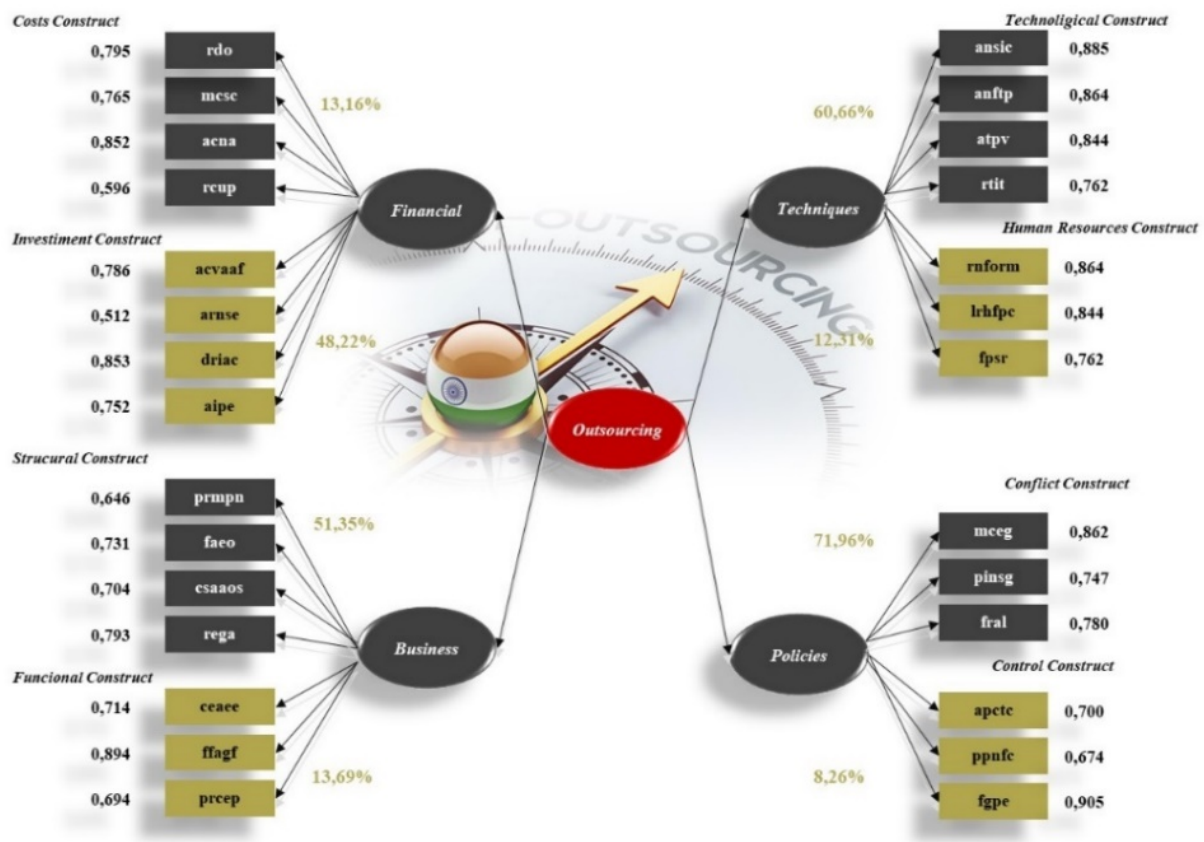 Costs Construct
0,795 rdo
0,765 mcsc
13,16%
0,852 acna
0,596 rcup
Financial
Investiment Construct
0,786 acvaaf
0,512 arnse
48,22%
0,853 driac
0,752 aipe
Strucural Construct
0,646 prmpn
51,35%
0,731 faeo
0,704 csaaos
0,793 rega
Business
Funcional Construct
0,714 ceaee
0,894 ffagf
13,69%
0,694 prcep
OUTSOURCING
Outsourcing
Technoligical Construct
ansic 0,885
anftp 0,864
60,66%
atpv 0,844
rtit 0,762
Techniques
Human Resources Construct
rnform 0,864
lrhfpc 0,844
12,31%
fpsr 0,762
Conflict Construct
mceg 0,862
71,96%
pinsg 0,747
fral 0,780
Policies
Control Construct
apctc 0,700
ppnfc 0,674
8,26%
fgpe 0,905